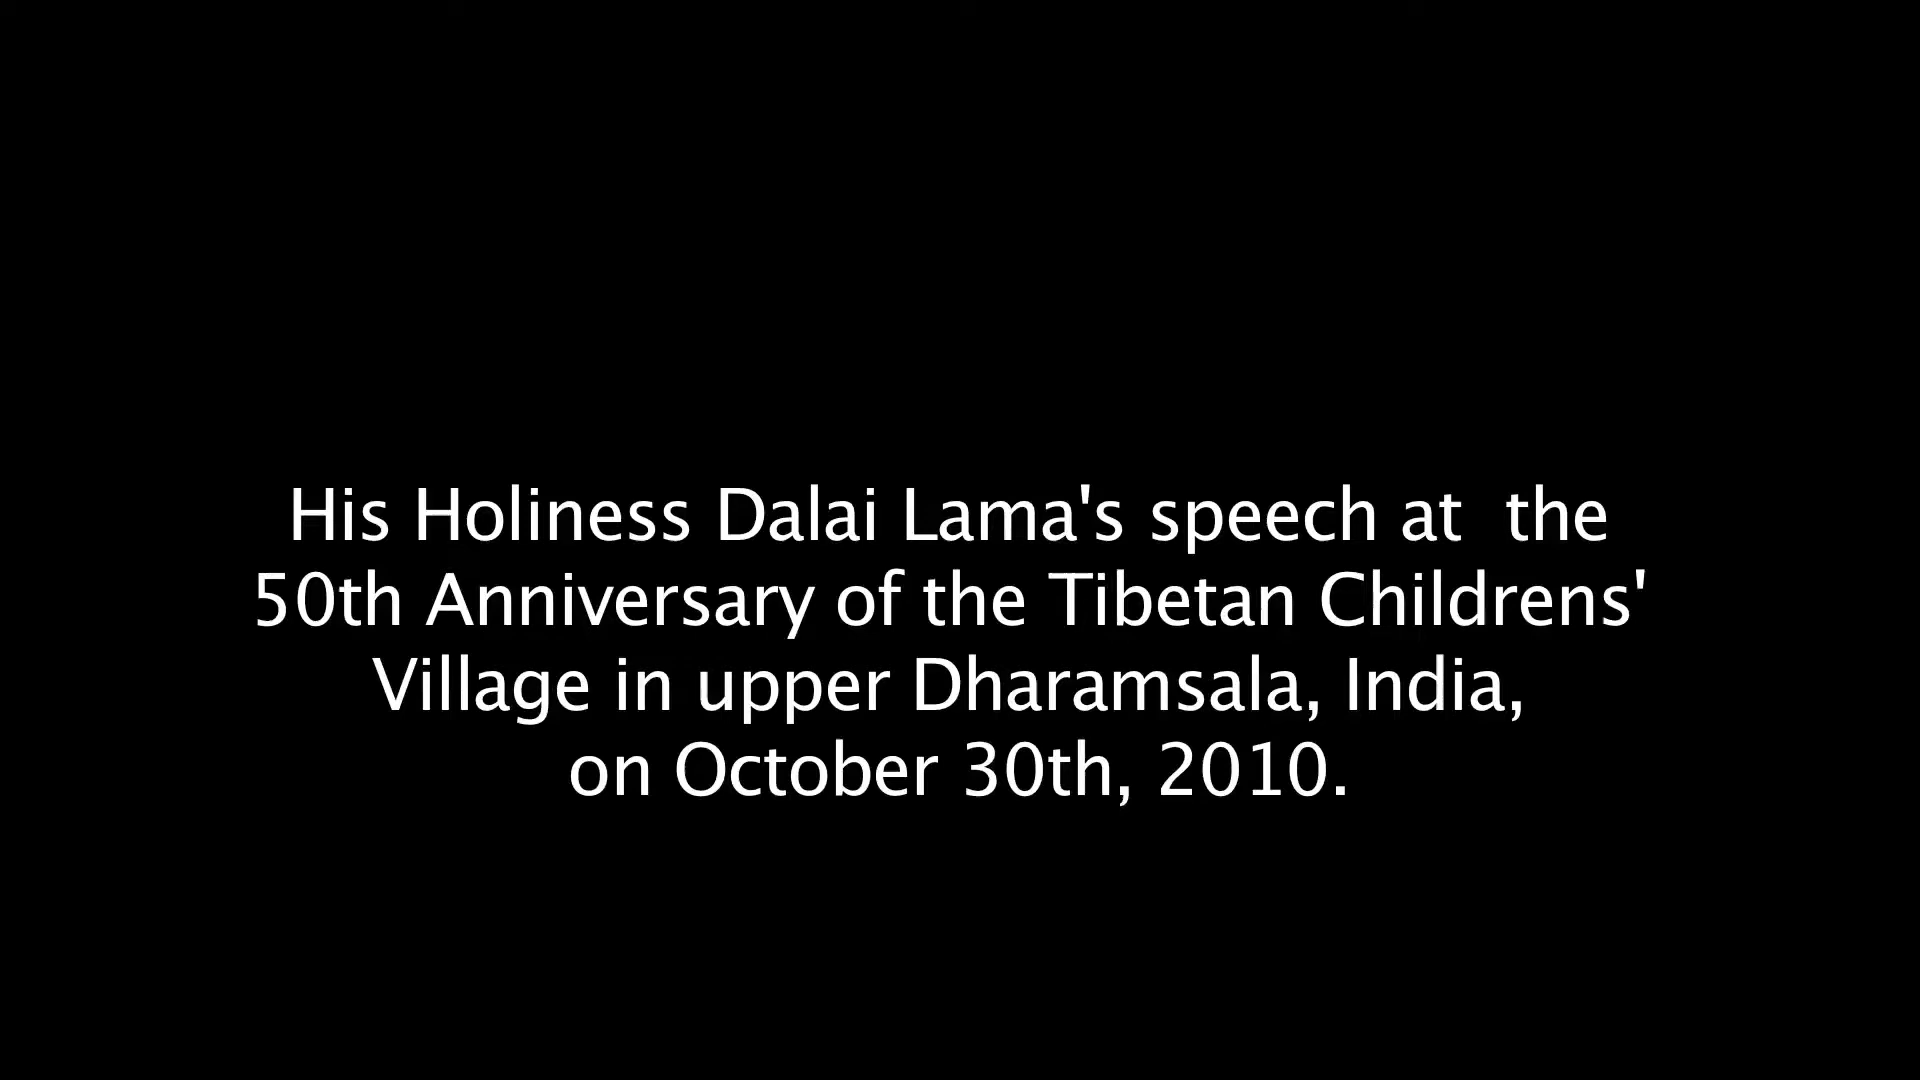 His Holiness Dalai Lama's speech at  the
50th Anniversary of the Tibetan Childrens'
Village in upper Dharamsala, India,
on October 30th, 2010.